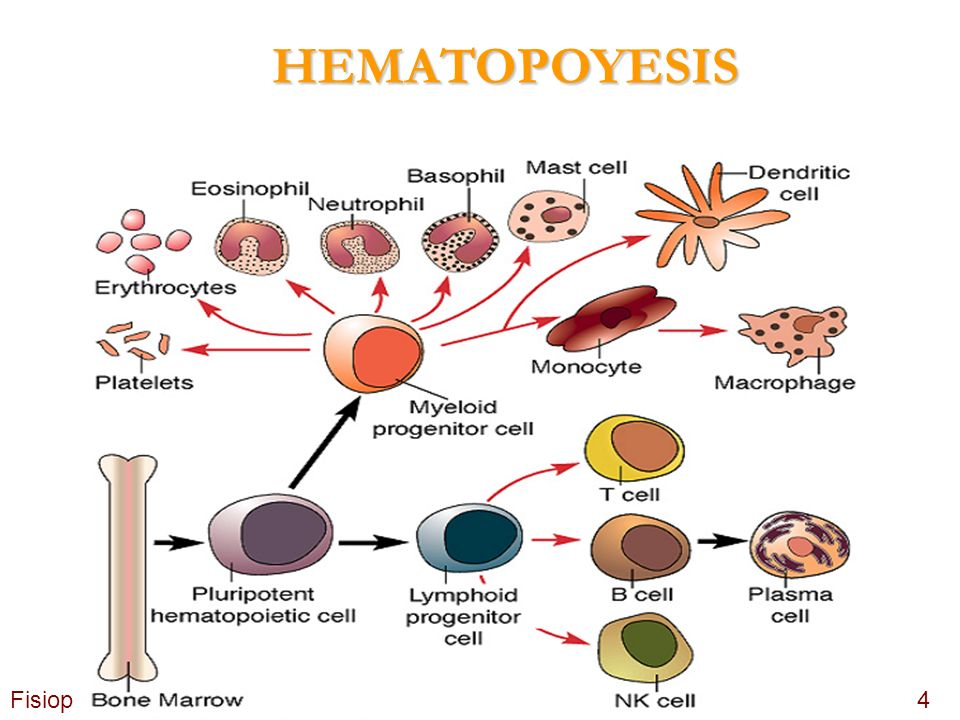 HEMATOPOYESIS
Mast cell
Basophil
Dendritic
cell
Eosinophil
Neutrophil
Erythrocytes
Platelets
Monocyte
Macrophage
Myeloid
progenitor cell
T cell
Pluripotent
hematopoietic cell
Lymphoid
progenitor
cell
B cell
Plasma
cell
Bone Marrow
NK cell
Fisiop
4